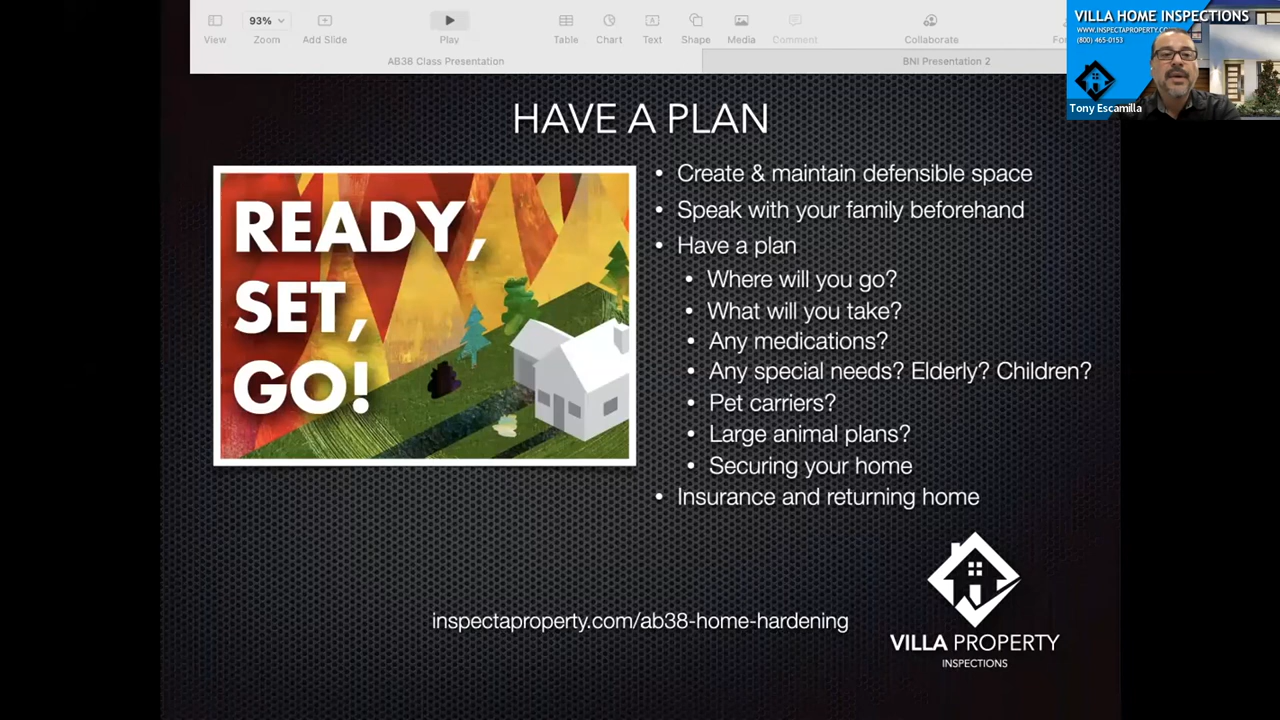 93%
View
Zoom
Add Slide
Play
Table
Chart
Text
Shape
Media
Comment
Collaborate
AB38 Class Presentation
BNI Presentation 2
VILLA HOME INSPECTIONS
(800) 465-0153
Tony Escamilla
HAVE A PLAN
READY,
SET,
GO!
• Create & maintain defensible space
• Speak with your family beforehand
• Have a plan
• Where will you go?
• What will you take?
• Any medications?
• Any special needs? Elderly? Children?
• Pet carriers?
• Large animal plans?
• Securing your home
• Insurance and returning home
inspectaproperty.com/ab38-home-hardening
VILLA PROPERTY
INSPECTIONS